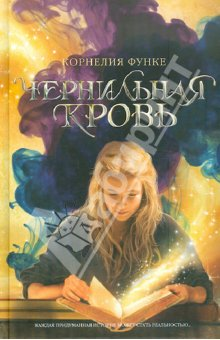 КОРНЕЛИЯ ФУНКЕ
ЧЕРНИЛЬНАЯ
КРОВЬ
КАЖДАЯ ПРИДУМАННАЯ ИСТОРИЯ МОЖЕТ СТАТЬ РЕАЛЬНОСТЬЮ...